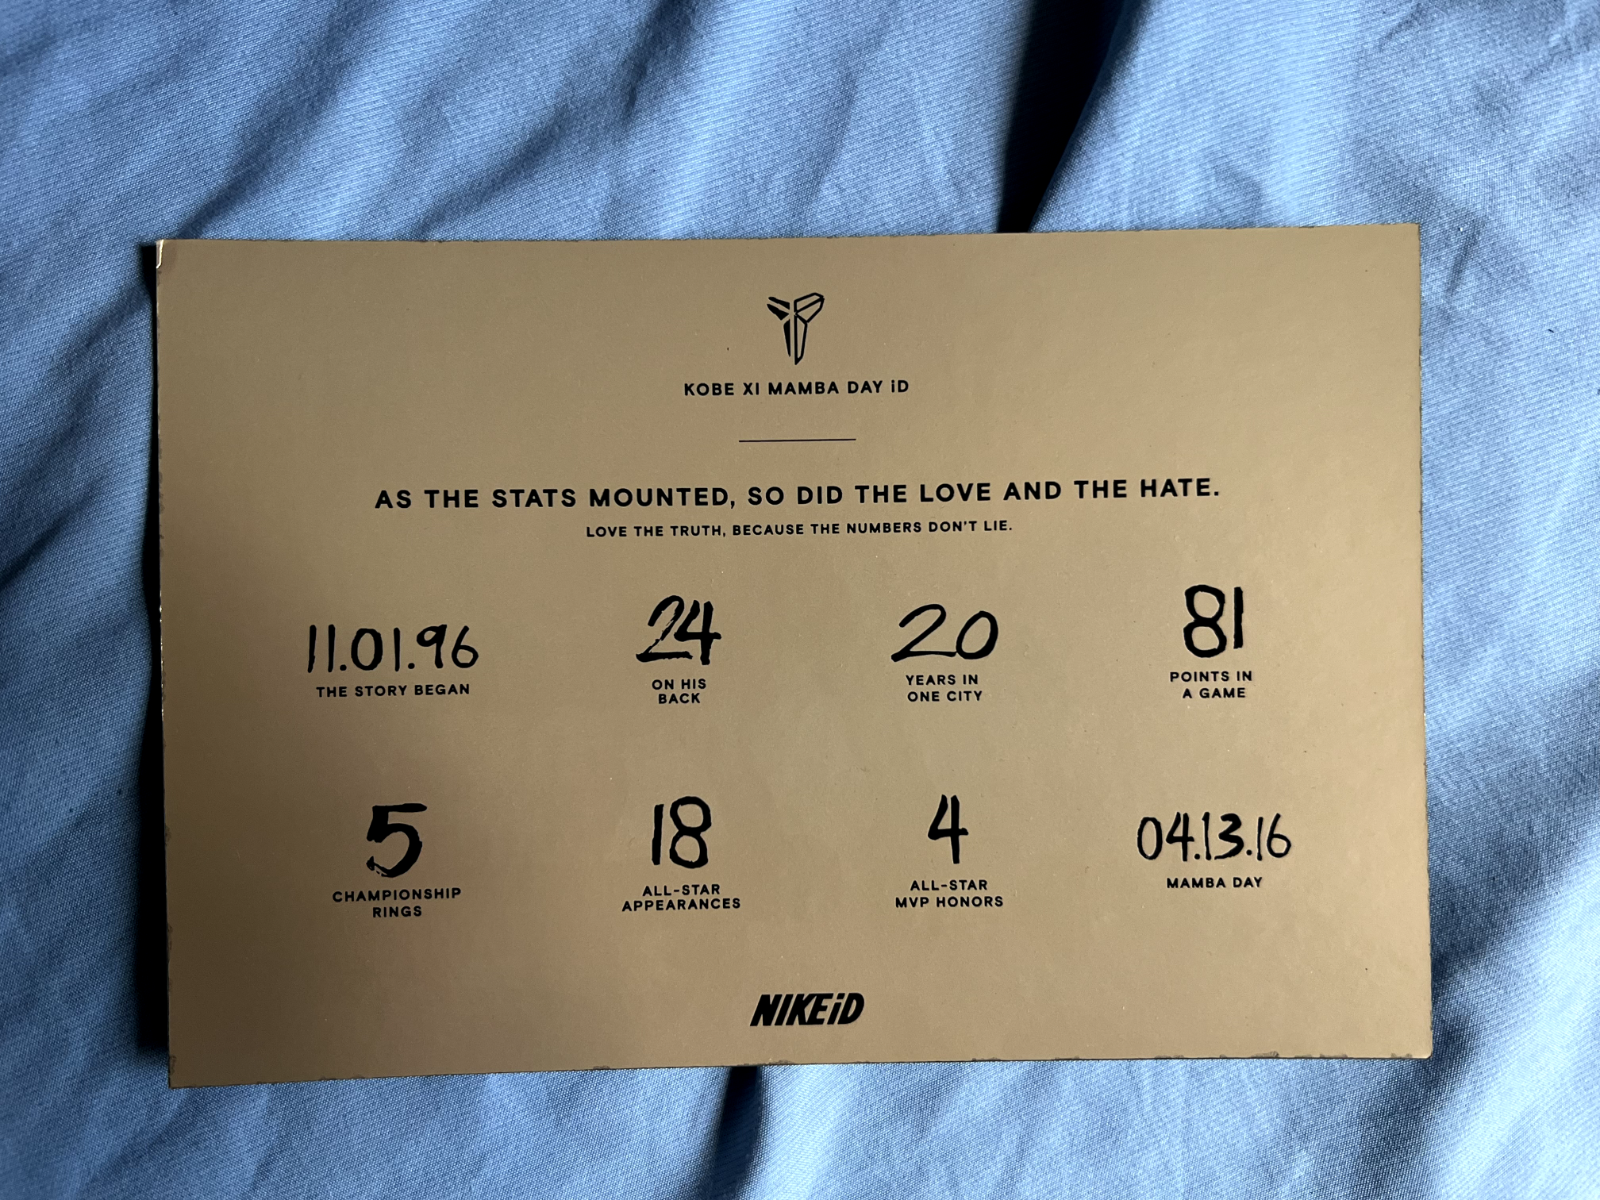 KOBE XI MAMBA DAY iD
AS THE STATS MOUNTED, SO DID THE LOVE AND THE HATE.
LOVE THE TRUTH, BECAUSE THE NUMBERS DON'T LIE.
11.01.96
THE STORY BEGAN
24
ON HIS
BACK
20
YEARS IN
ONE CITY
81
POINTS IN
A GAME
5
CHAMPIONSHIP
RINGS
18
ALL-STAR
APPEARANCES
4
ALL-STAR
MVP HONORS
04.13.16
MAMBA DAY
NIKEiD